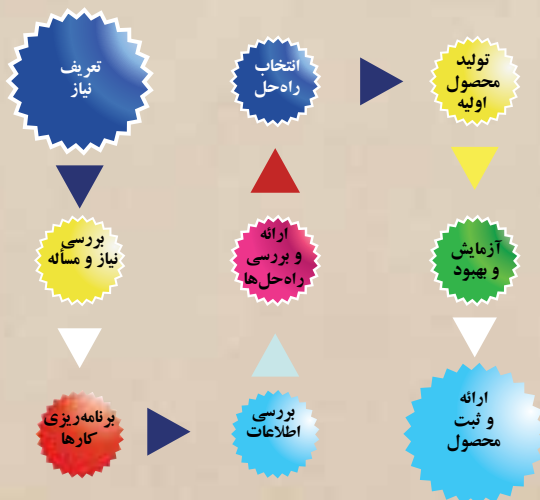 تعریف
نیاز
بررسی
نیاز و مسأله
برنامه‌ریزی
کارها
بررسی
اطلاعات
ارائه
و بررسی
راه‌حل‌ها
انتخاب
راه‌حل
تولید
محصول
اولیه
آزمایش
و بهبود
ارائه
و ثبت
محصول